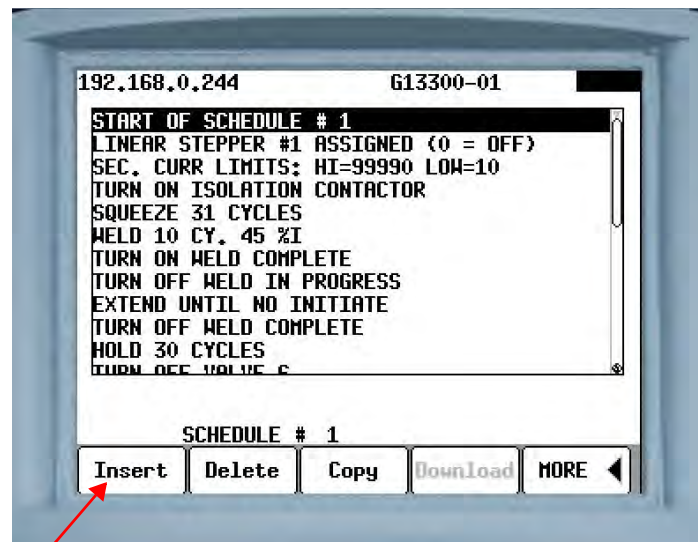 192.168.0.244 G13300-01
START OF SCHEDULE # 1
LINEAR STEPPER #1 ASSIGNED (0 = OFF)
SEC. CURR LIMITS: HI=99990 LOW=10
TURN ON ISOLATION CONTACTOR
SQUEEZE 31 CYCLES
WELD 10 CY. 45 %I
TURN ON WELD COMPLETE
TURN OFF WELD IN PROGRESS
EXTEND UNTIL NO INITIATE
TURN OFF WELD COMPLETE
HOLD 30 CYCLES
TURN OFF VALVE
SCHEDULE # 1
Insert Delete Copy Download MORE